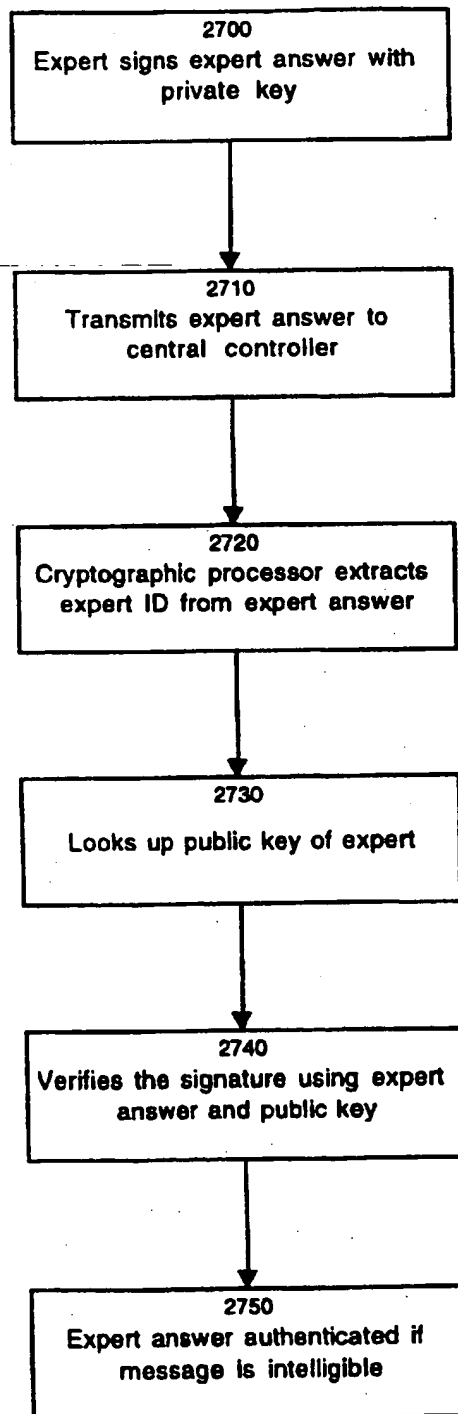 2700
Expert signs expert answer with
private key
2710
Transmits expert answer to
central controller
2720
Cryptographic processor extracts
expert ID from expert answer
2730
Looks up public key of expert
2740
Verifies the signature using expert
answer and public key
2750
Expert answer authenticated if
message is intelligible